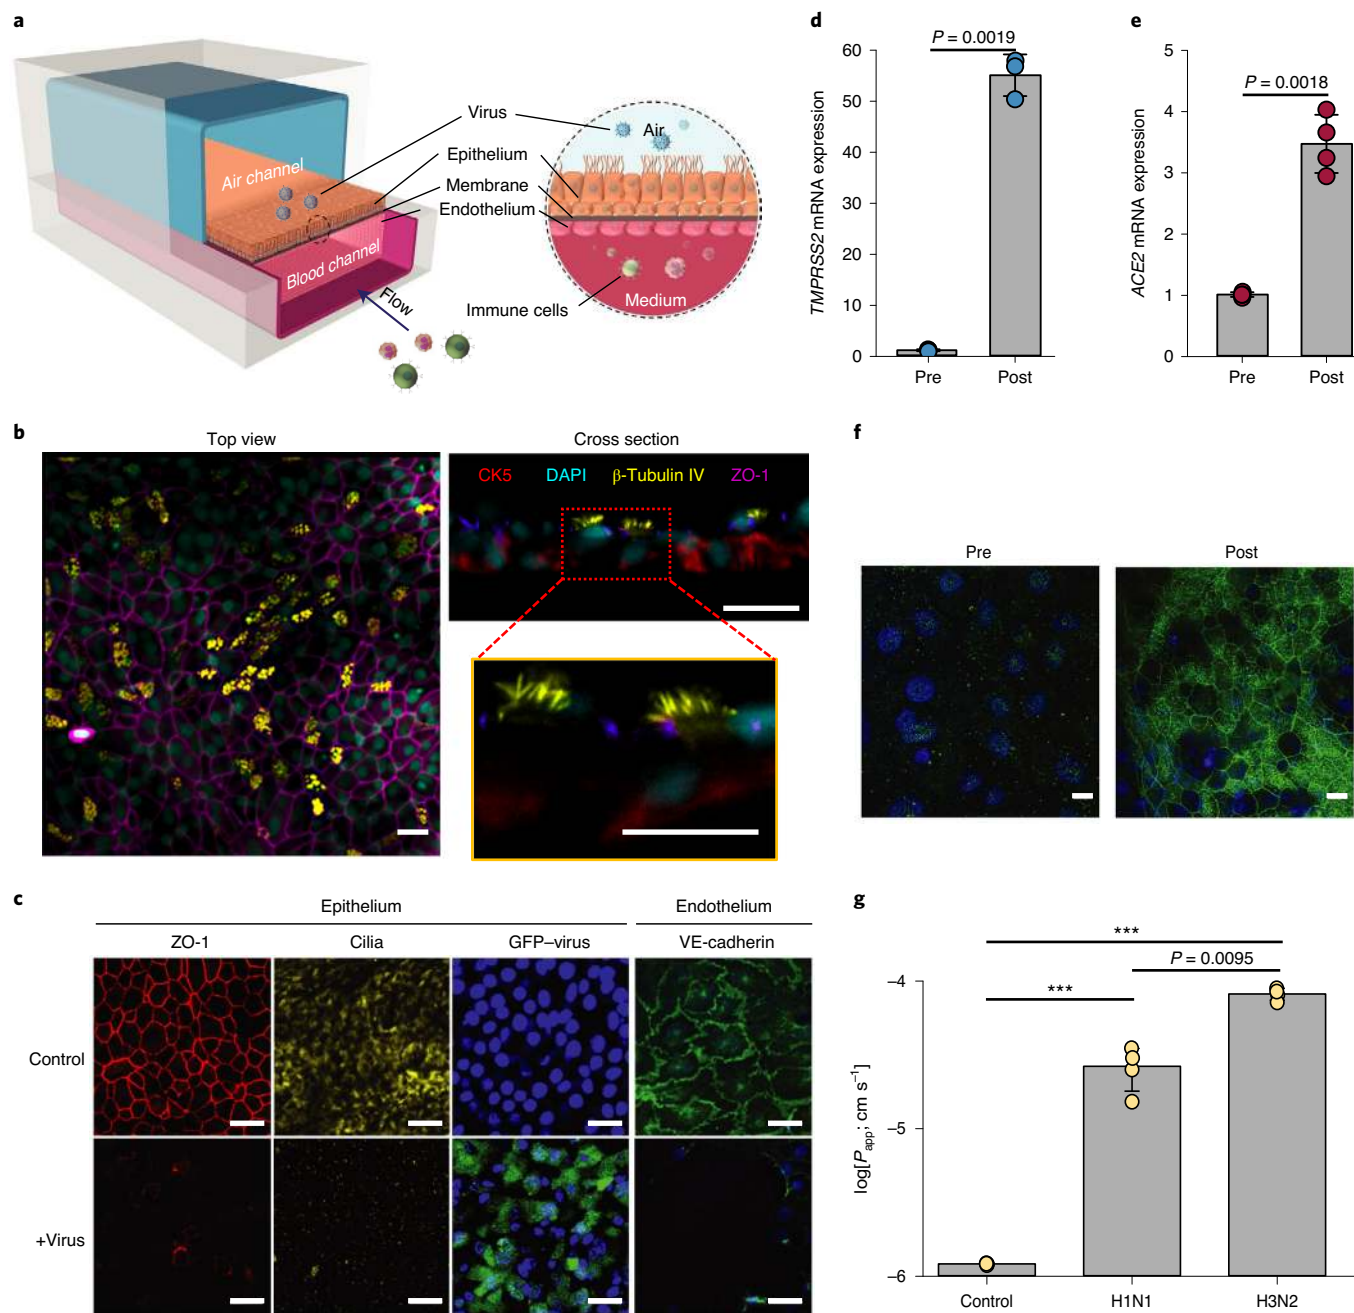 a
Air channel
Blood channel
Flow
Virus
Epithelium
Membrane
Endothelium
Immune cells
Air
Medium
d
TMPRSS2 mRNA expression
P = 0.0019
60
50
40
30
20
10
0
Pre
Post
e
ACE2 mRNA expression
P = 0.0018
5
4
3
2
1
0
Pre
Post
b
Top view
Cross section
CK5 DAPI β-Tubulin IV ZO-1
f
Pre
Post
c
Epithelium
Endothelium
ZO-1
Cilia
GFP–virus
VE-cadherin
Control
+Virus
g
log[Papp; cm s⁻¹]
***
P = 0.0095
***
–4
–5
–6
Control
H1N1
H3N2